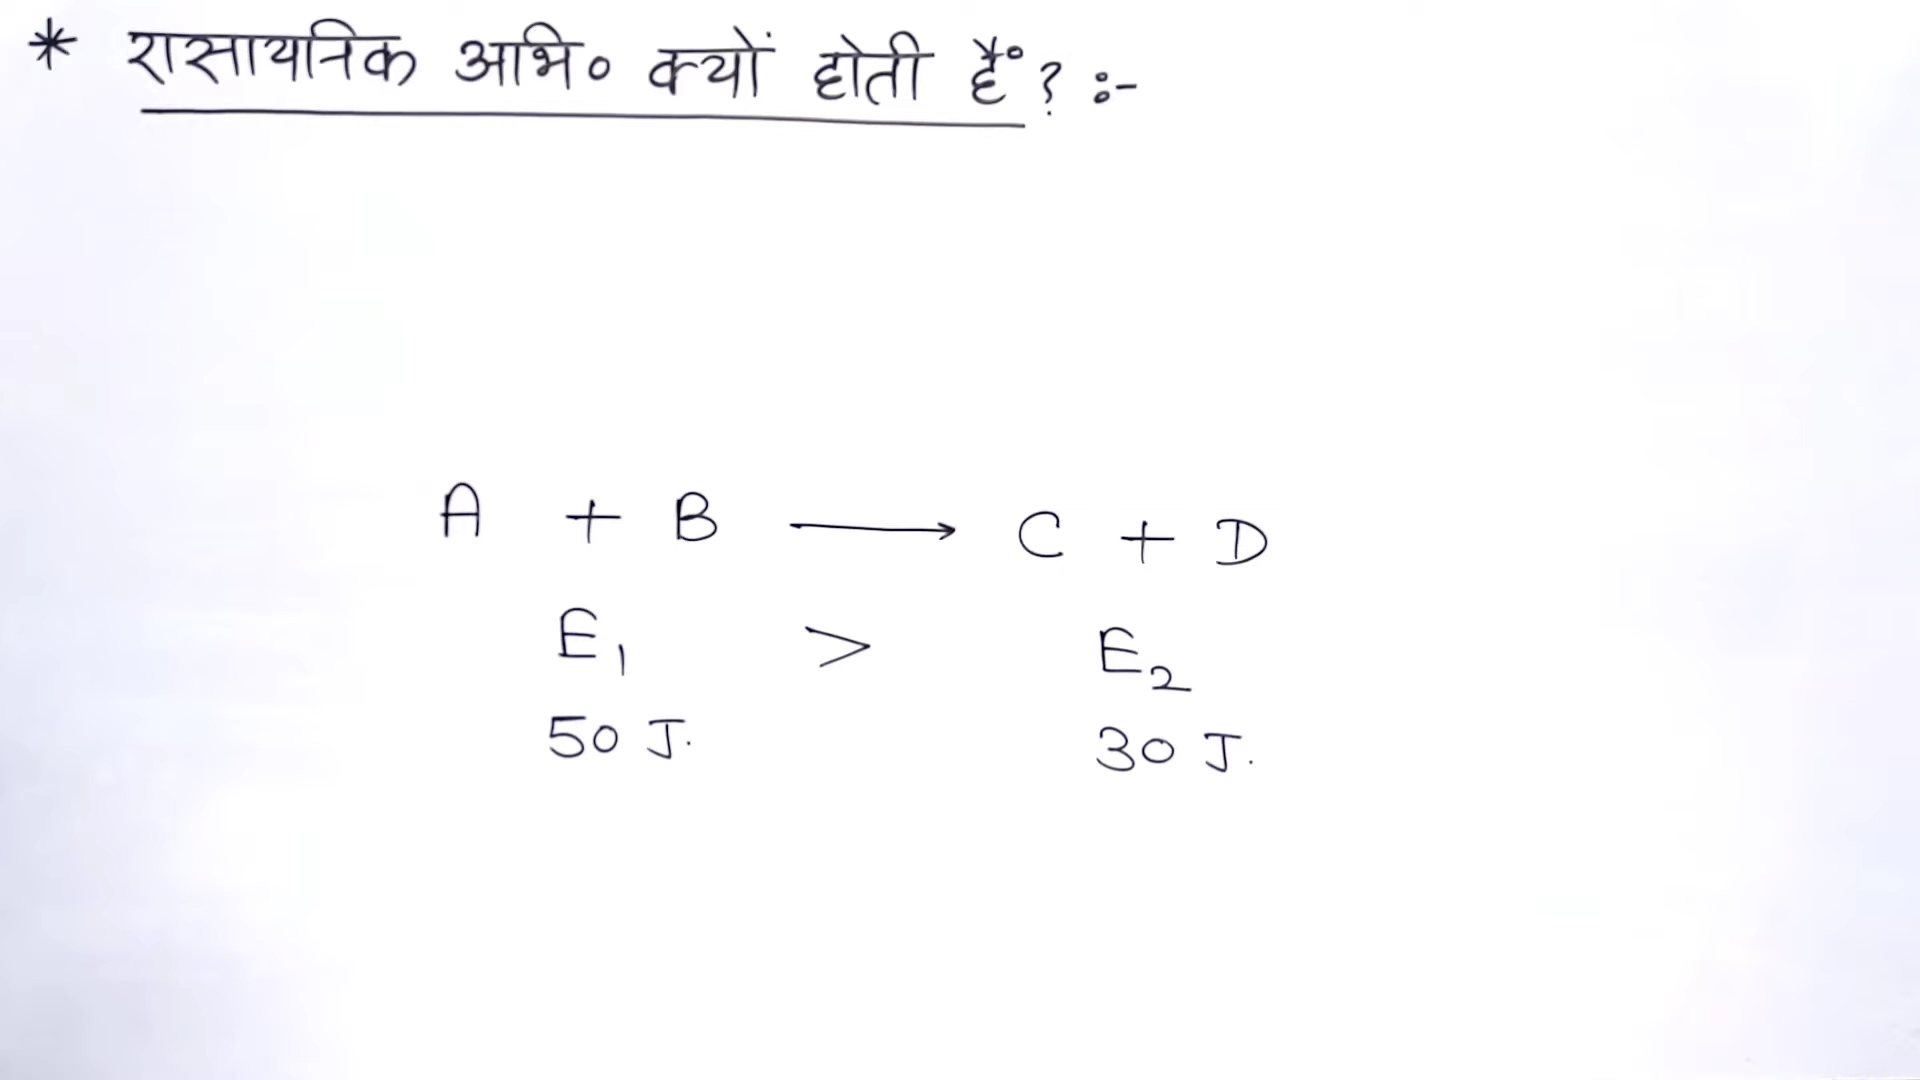 * रासायनिक अभि० क्यों होती हैं ? :-
A + B ⟶ C + D
E₁ > E₂
50 J. 30 J.